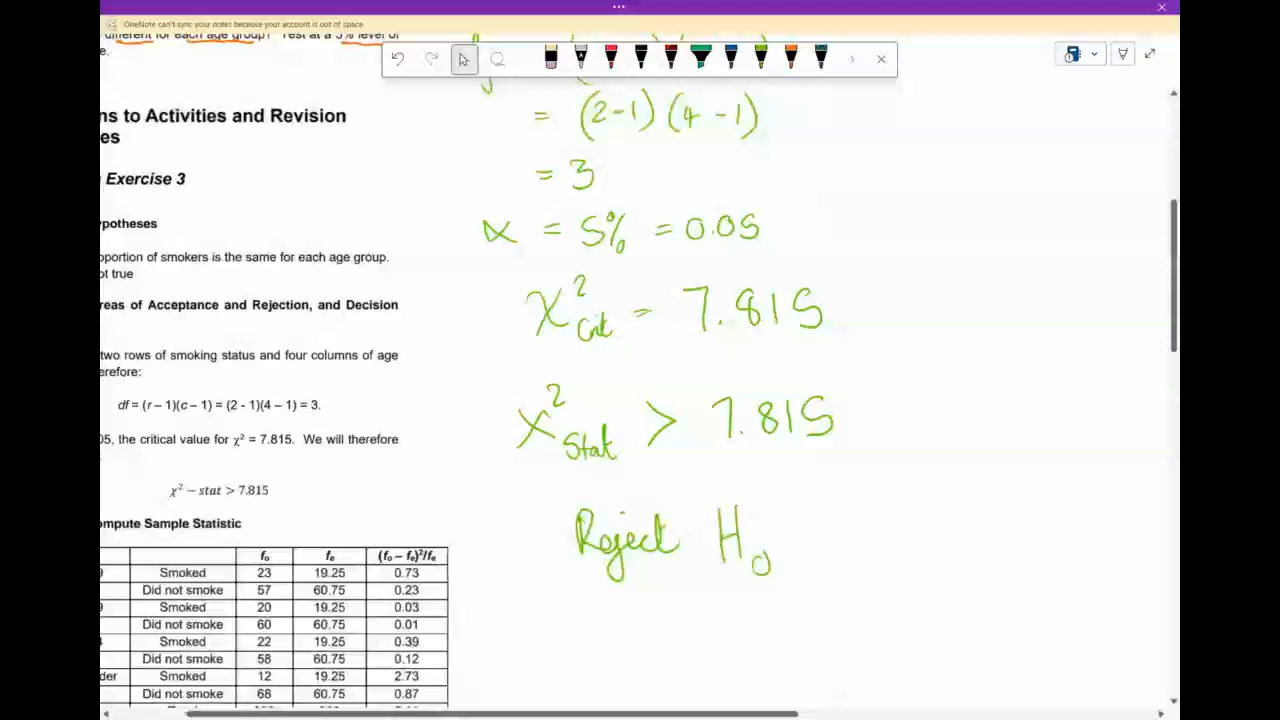 OneNote can't sync your notes because your account is out of space.
different for each age group? Test at a 5% level of
e.
= (2-1) (4-1)
= 3
α = 5% = 0.05
χ² Crit = 7.815
χ² Stat > 7.815
Reject H₀
ns to Activities and Revision
es
Exercise 3
ypotheses
oportion of smokers is the same for each age group.
ot true
reas of Acceptance and Rejection, and Decision
two rows of smoking status and four columns of age
erefore:
df = (r – 1)(c – 1) = (2 - 1)(4 – 1) = 3.
05, the critical value for χ² = 7.815. We will therefore
χ² – stat > 7.815
ompute Sample Statistic
fₒ fₑ (fₒ – fₑ)²/fₑ
9 Smoked 23 19.25 0.73
Did not smoke 57 60.75 0.23
9 Smoked 20 19.25 0.03
Did not smoke 60 60.75 0.01
4 Smoked 22 19.25 0.39
Did not smoke 58 60.75 0.12
der Smoked 12 19.25 2.73
Did not smoke 68 60.75 0.87